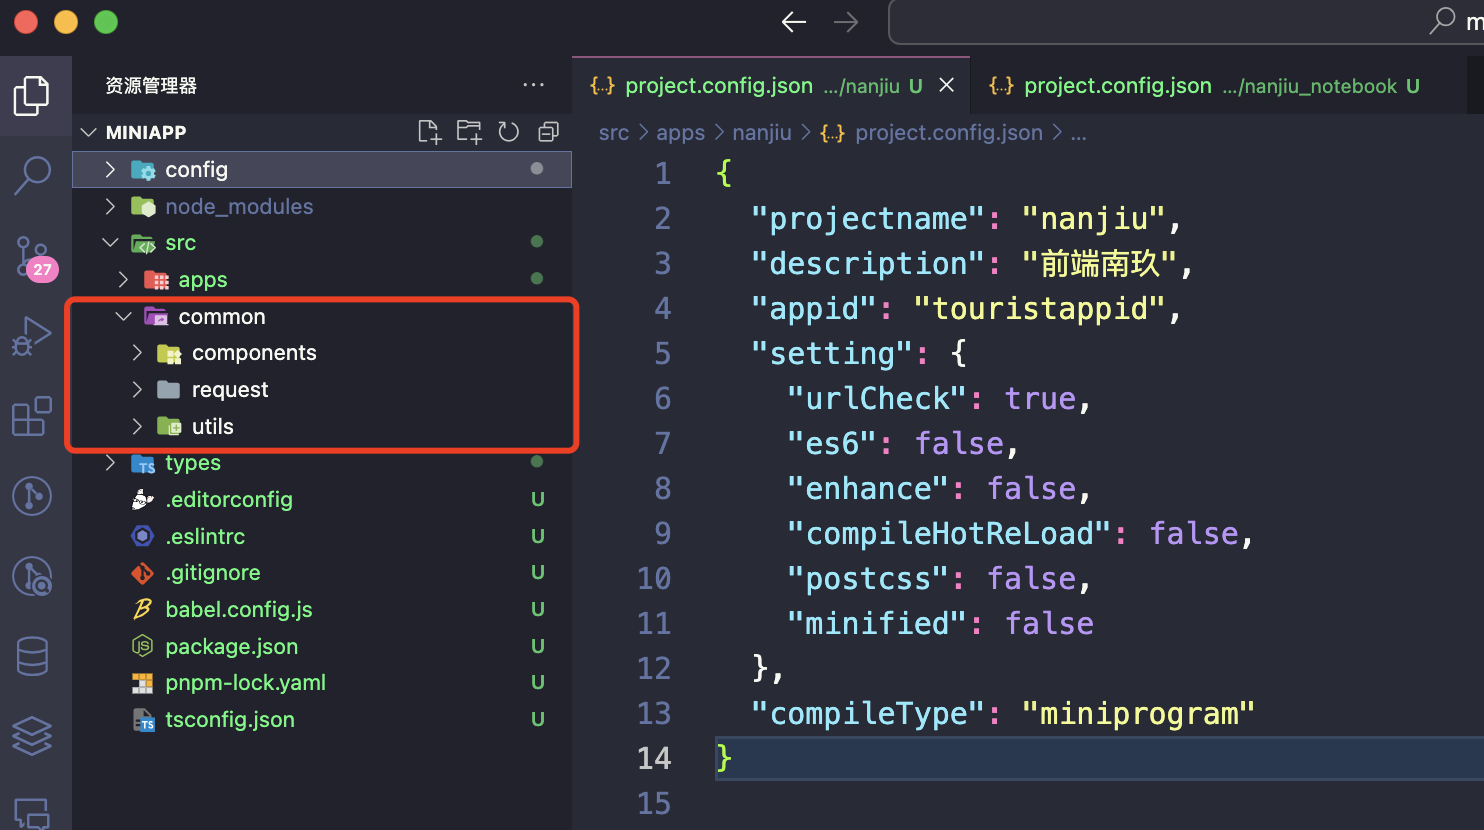 m
资源管理器
project.config.json .../nanjiu U
project.config.json .../nanjiu_notebook U
MINIAPP
src > apps > nanjiu > {..} project.config.json > ...
config
node_modules
src
27
apps
common
components
request
utils
types
.editorconfig U
.eslintrc U
.gitignore U
babel.config.js U
package.json U
pnpm-lock.yaml U
tsconfig.json U
1 {
2 "projectname": "nanjiu",
3 "description": "前端南玖",
4 "appid": "touristappid",
5 "setting": {
6 "urlCheck": true,
7 "es6": false,
8 "enhance": false,
9 "compileHotReLoad": false,
10 "postcss": false,
11 "minified": false
12 },
13 "compileType": "miniprogram"
14 }
15